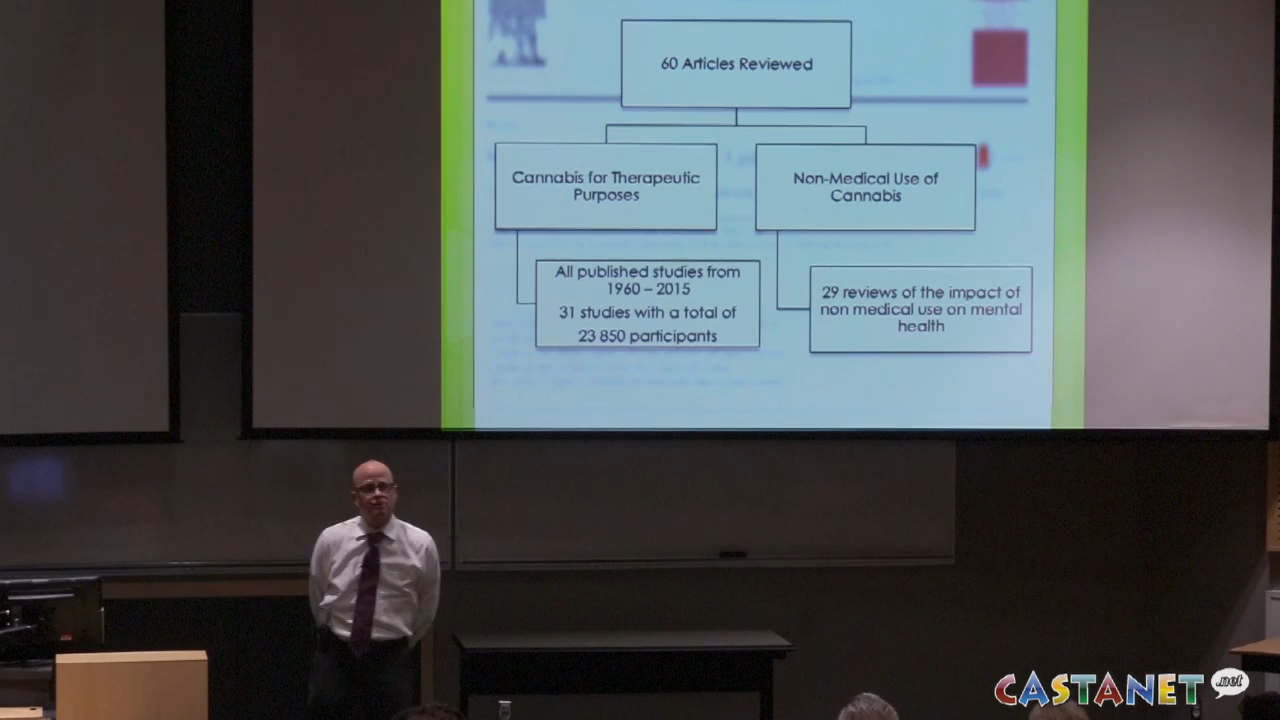 60 Articles Reviewed
Cannabis for Therapeutic
Purposes
Non-Medical Use of
Cannabis
All published studies from
1960 – 2015
31 studies with a total of
23 850 participants
29 reviews of the impact of
non medical use on mental
health
CASTANET .net